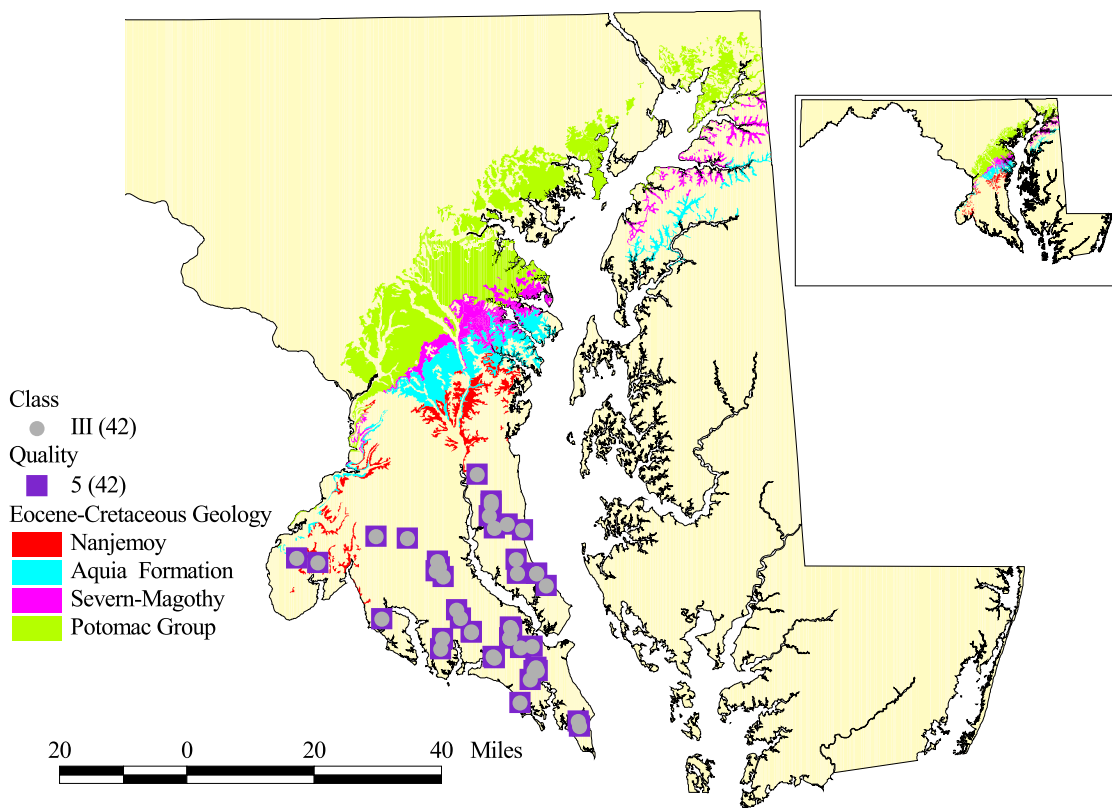 Class
III (42)
Quality
5 (42)
Eocene-Cretaceous Geology
Nanjemoy
Aquia Formation
Severn-Magothy
Potomac Group
20 0 20 40 Miles